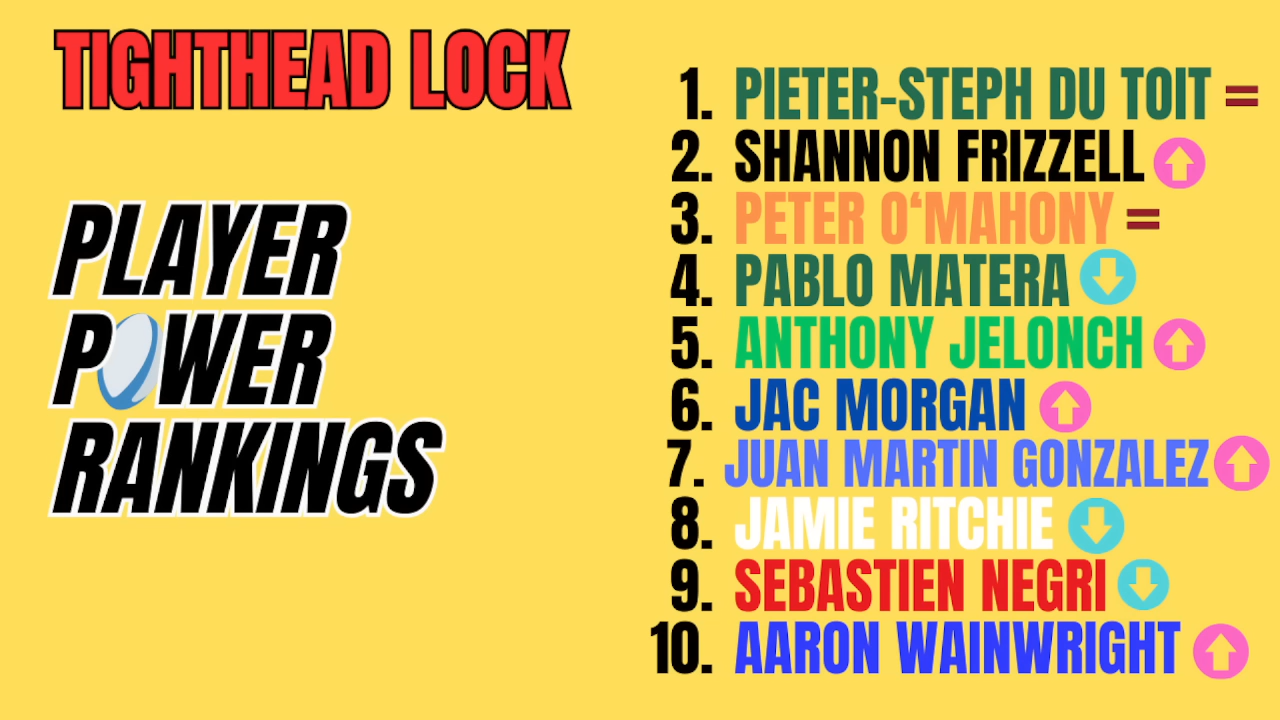 TIGHTHEAD LOCK
PLAYER
POWER
RANKINGS
1. PIETER-STEPH DU TOIT =
2. SHANNON FRIZZELL
3. PETER O‘MAHONY =
4. PABLO MATERA
5. ANTHONY JELONCH
6. JAC MORGAN
7. JUAN MARTIN GONZALEZ
8. JAMIE RITCHIE
9. SEBASTIEN NEGRI
10. AARON WAINWRIGHT